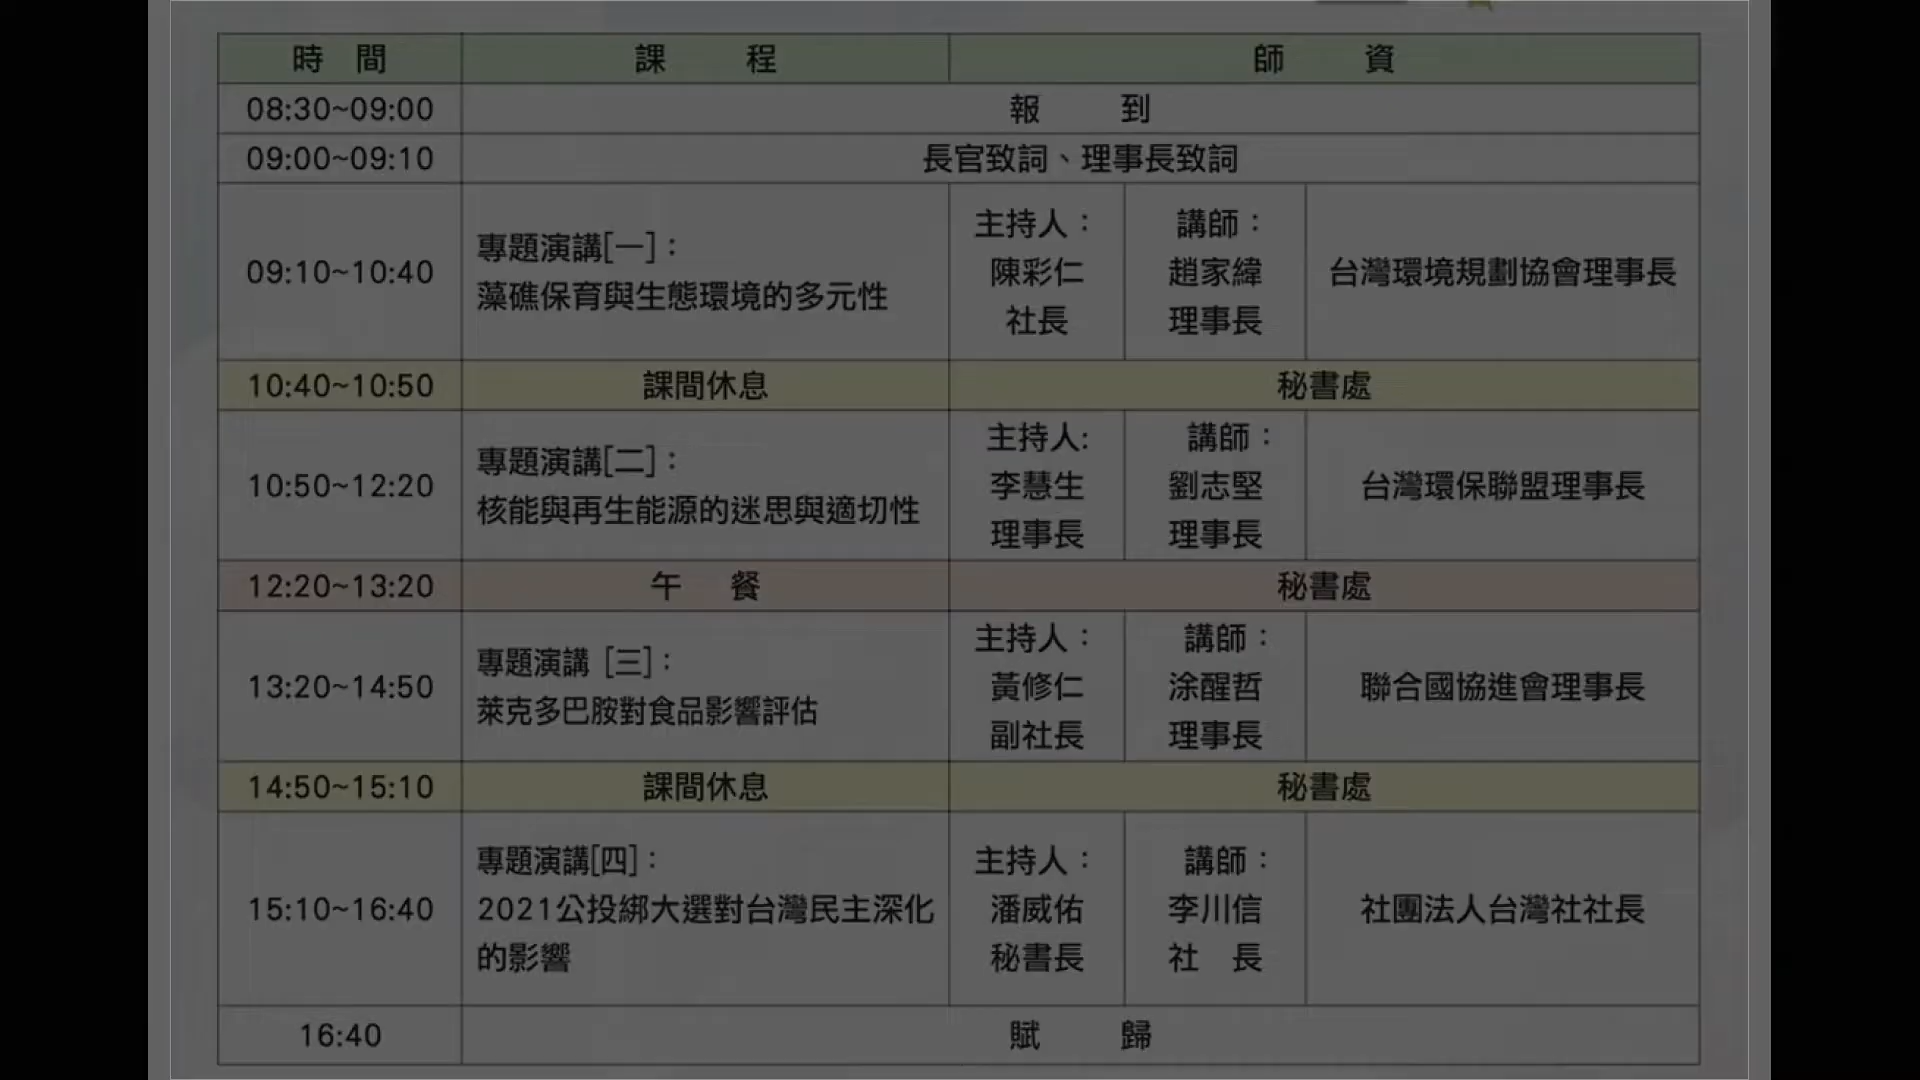 時 間 課 程 師 資
08:30~09:00 報 到
09:00~09:10 長官致詞、理事長致詞
09:10~10:40
專題演講[一]：
藻礁保育與生態環境的多元性
主持人：
陳彩仁
社長
講師：
趙家緯
理事長
台灣環境規劃協會理事長
10:40~10:50 課間休息 秘書處
10:50~12:20
專題演講[二]：
核能與再生能源的迷思與適切性
主持人:
李慧生
理事長
講師：
劉志堅
理事長
台灣環保聯盟理事長
12:20~13:20 午 餐 秘書處
13:20~14:50
專題演講 [三]：
萊克多巴胺對食品影響評估
主持人：
黃修仁
副社長
講師：
涂醒哲
理事長
聯合國協進會理事長
14:50~15:10 課間休息 秘書處
15:10~16:40
專題演講[四]：
2021公投綁大選對台灣民主深化
的影響
主持人：
潘威佑
秘書長
講師：
李川信
社 長
社團法人台灣社社長
16:40 賦 歸